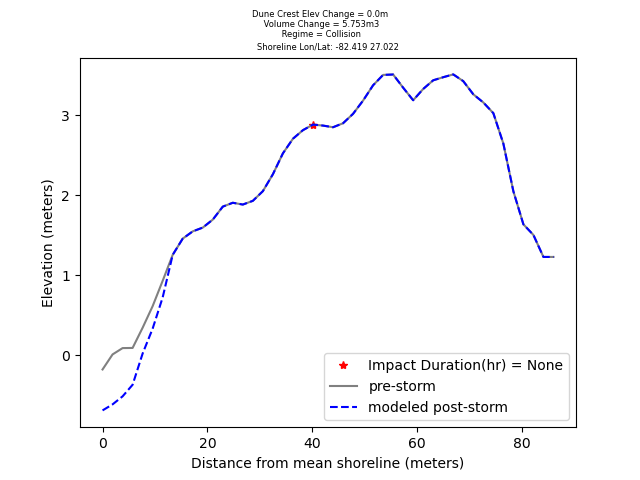 Dune Crest Elev Change = 0.0m
Volume Change = 5.753m3
Regime = Collision
Shoreline Lon/Lat: -82.419 27.022
3
2
1
0
Elevation (meters)
Impact Duration(hr) = None
pre-storm
modeled post-storm
0 20 40 60 80
Distance from mean shoreline (meters)